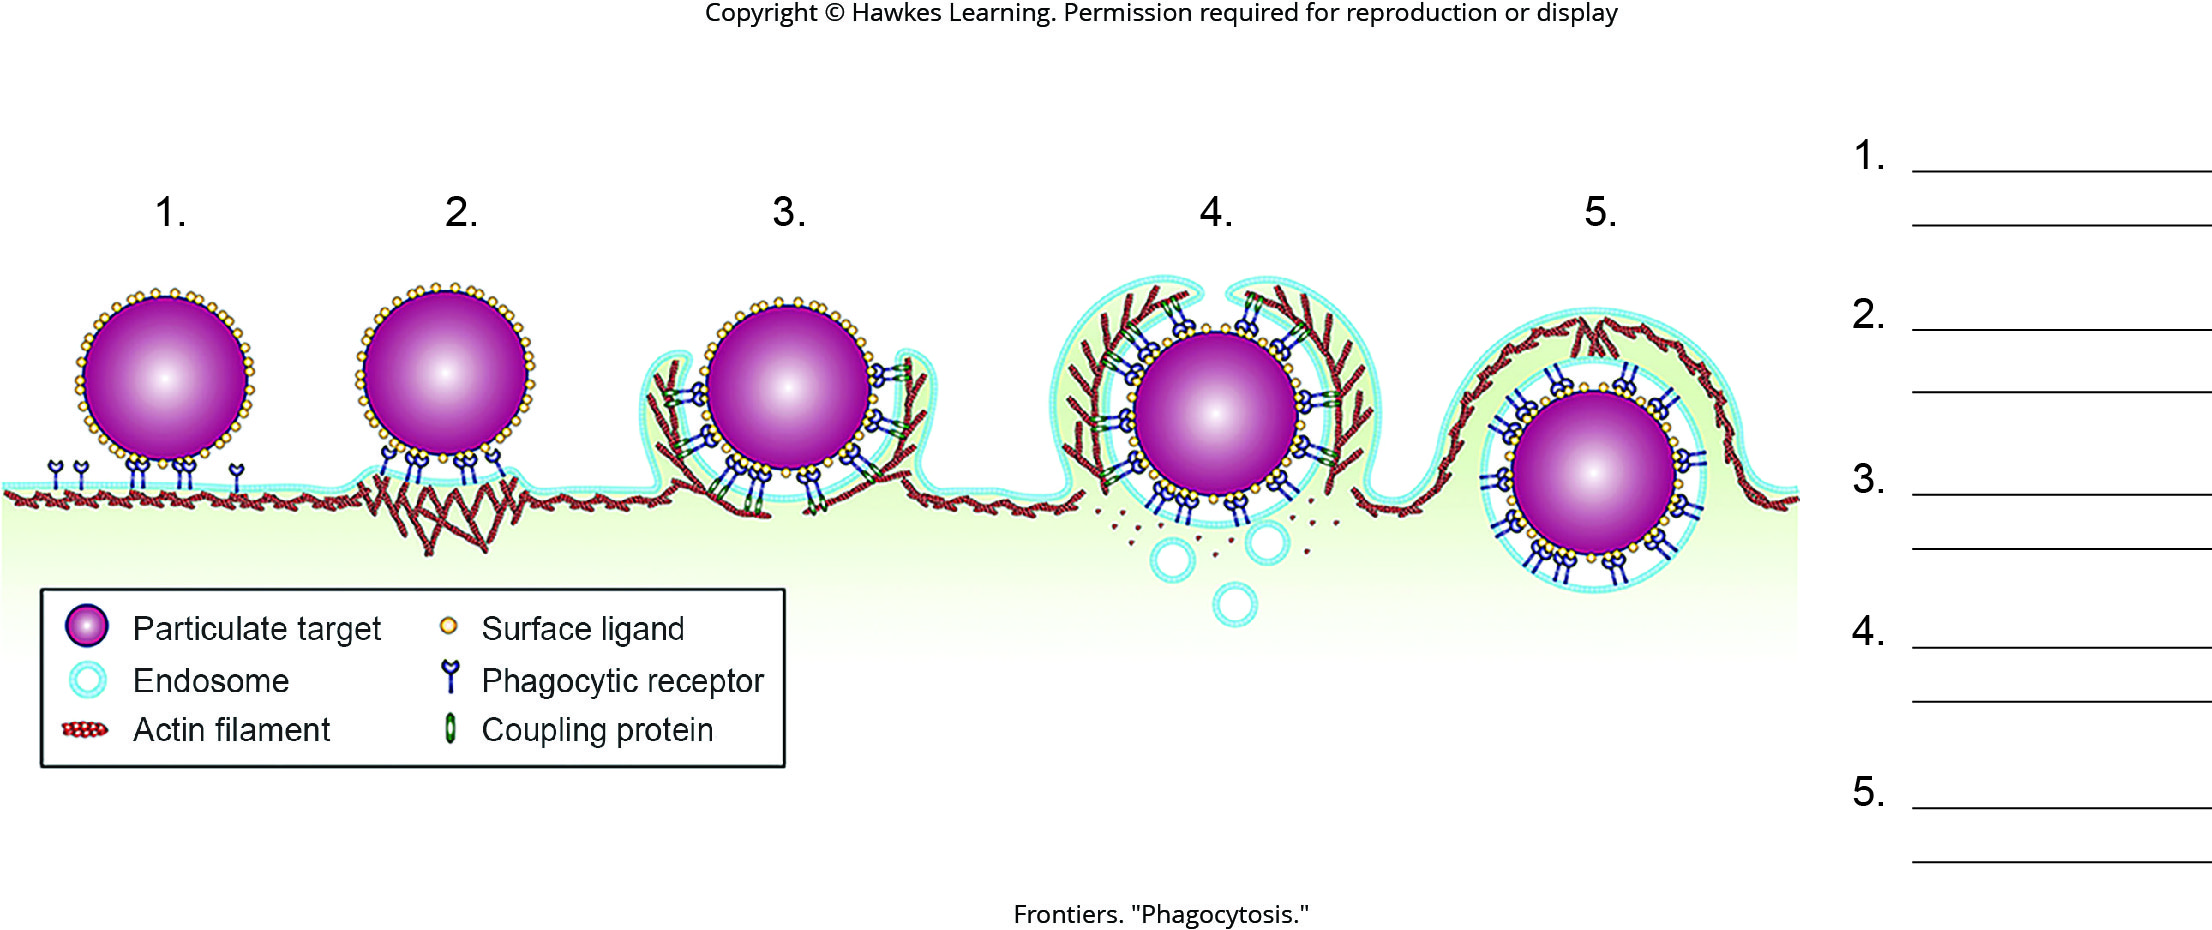 Copyright © Hawkes Learning. Permission required for reproduction or display
1. 2. 3. 4. 5.
Particulate target
Surface ligand
Endosome
Phagocytic receptor
Actin filament
Coupling protein
1.
2.
3.
4.
5.
Frontiers. "Phagocytosis."